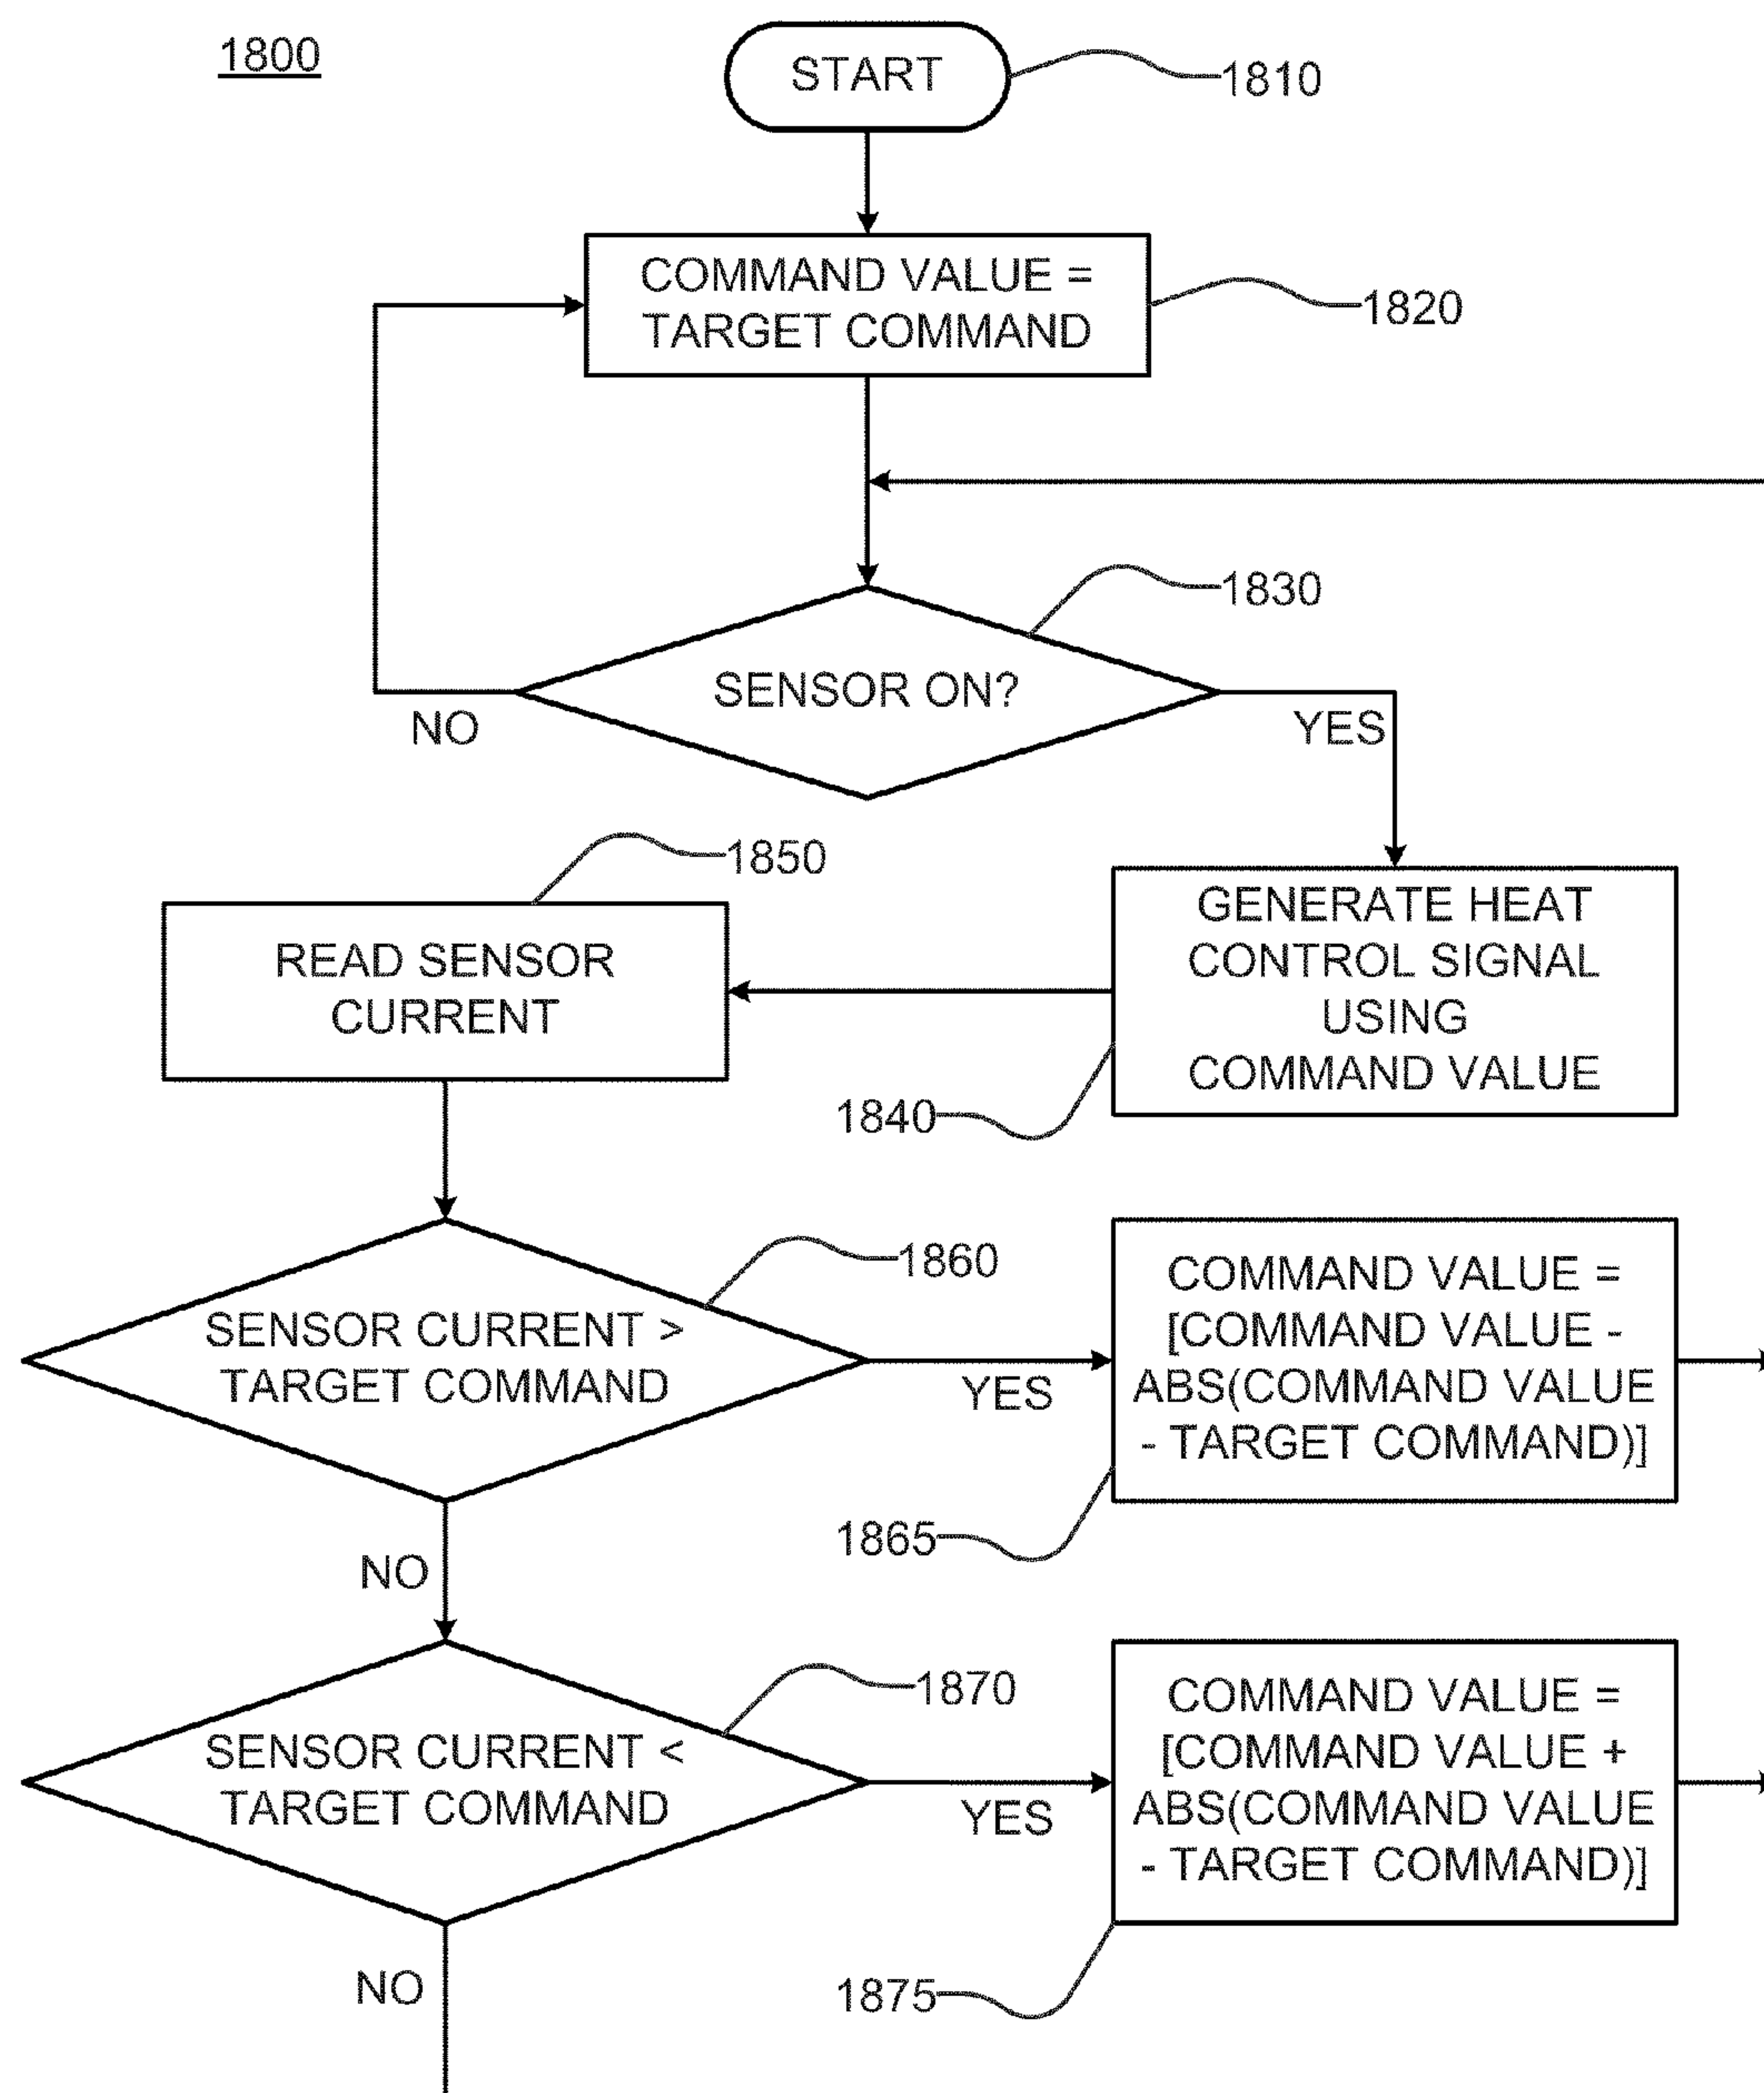 1800
START
1810
COMMAND VALUE =
TARGET COMMAND
1820
1830
SENSOR ON?
NO
YES
1850
READ SENSOR
CURRENT
GENERATE HEAT
CONTROL SIGNAL
USING
COMMAND VALUE
1840
1860
SENSOR CURRENT >
TARGET COMMAND
YES
COMMAND VALUE =
[COMMAND VALUE -
ABS(COMMAND VALUE
- TARGET COMMAND)]
1865
NO
1870
SENSOR CURRENT <
TARGET COMMAND
YES
COMMAND VALUE =
[COMMAND VALUE +
ABS(COMMAND VALUE
- TARGET COMMAND)]
NO
1875